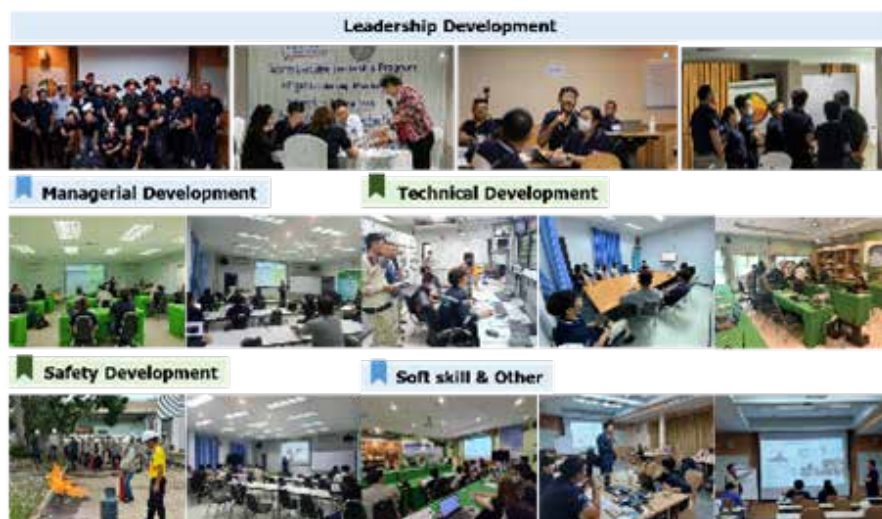 Leadership Development
Managerial Development
Technical Development
Safety Development
Soft skill & Other